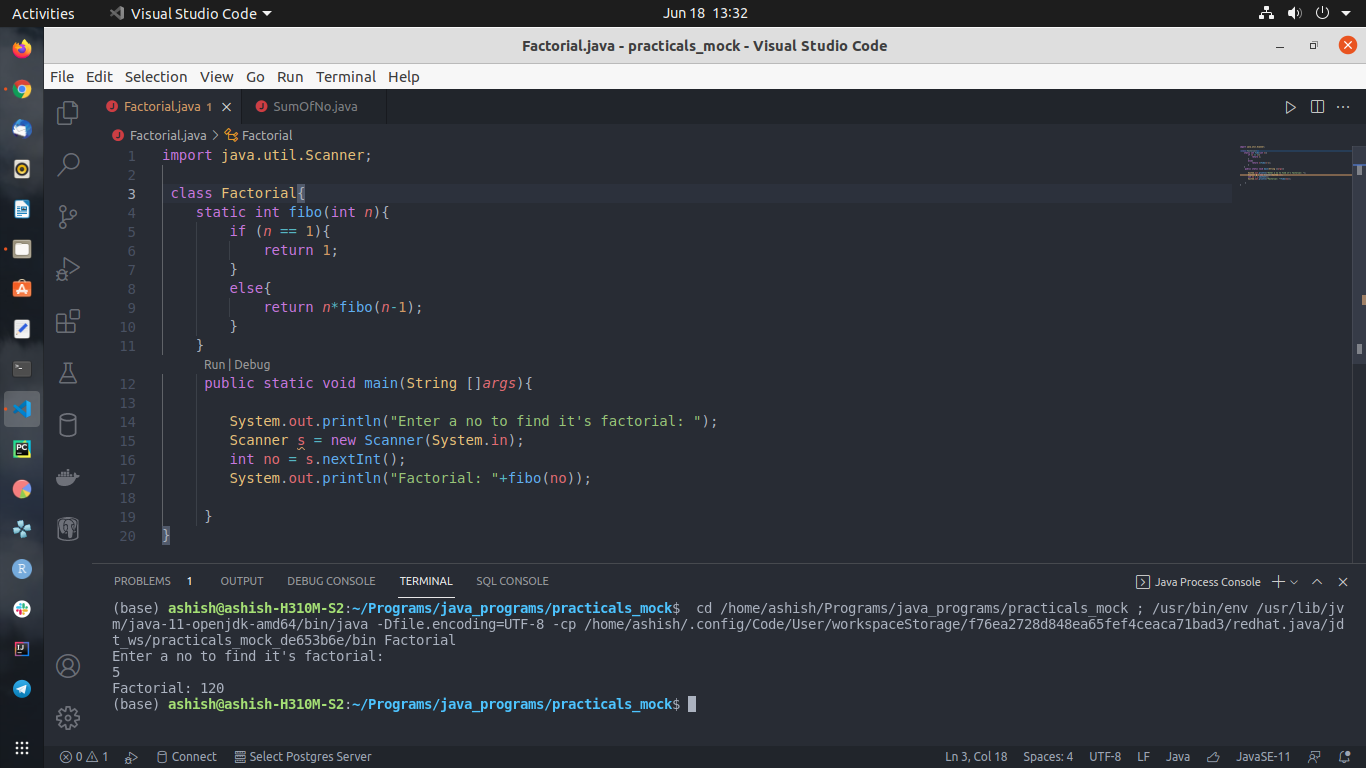 Activities Visual Studio Code Jun 18 13:32
Factorial.java - practicals_mock - Visual Studio Code
File Edit Selection View Go Run Terminal Help
Factorial.java 1 SumOfNo.java
Factorial.java > Factorial
1 import java.util.Scanner;
2
3 class Factorial{
4 static int fibo(int n){
5 if (n == 1){
6 return 1;
7 }
8 else{
9 return n*fibo(n-1);
10 }
11 }
Run | Debug
12 public static void main(String []args){
13
14 System.out.println("Enter a no to find it's factorial: ");
15 Scanner s = new Scanner(System.in);
16 int no = s.nextInt();
17 System.out.println("Factorial: "+fibo(no));
18
19 }
20 }
PROBLEMS 1 OUTPUT DEBUG CONSOLE TERMINAL SQL CONSOLE Java Process Console
(base) ashish@ashish-H310M-S2:~/Programs/java_programs/practicals_mock$ cd /home/ashish/Programs/java_programs/practicals_mock ; /usr/bin/env /usr/lib/jv
m/java-11-openjdk-amd64/bin/java -Dfile.encoding=UTF-8 -cp /home/ashish/.config/Code/User/workspaceStorage/f76ea2728d848ea65fef4ceaca71bad3/redhat.java/jd
t_ws/practicals_mock_de653b6e/bin Factorial
Enter a no to find it's factorial:
5
Factorial: 120
(base) ashish@ashish-H310M-S2:~/Programs/java_programs/practicals_mock$
0 1 Connect Select Postgres Server Ln 3, Col 18 Spaces: 4 UTF-8 LF Java JavaSE-11